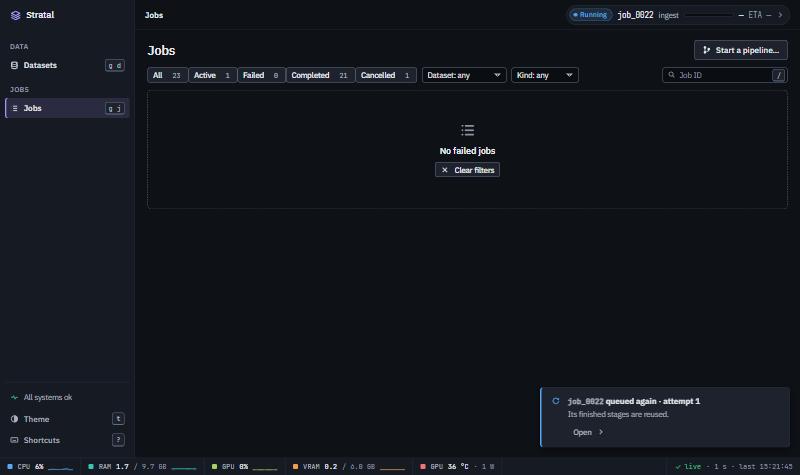 Stratal
Jobs
Running job_0022 ingest — ETA —
DATA
Datasets g d
JOBS
Jobs g j
Jobs
Start a pipeline...
All 23 Active 1 Failed 0 Completed 21 Cancelled 1 Dataset: any Kind: any Job ID /
No failed jobs
Clear filters
job_0022 queued again · attempt 1
Its finished stages are reused.
Open
All systems ok
Theme t
Shortcuts ?
CPU 6% RAM 1.7 / 9.7 GB GPU 0% VRAM 0.2 / 6.0 GB GPU 36 °C · 1 W live · 1 s · last 15:21:45